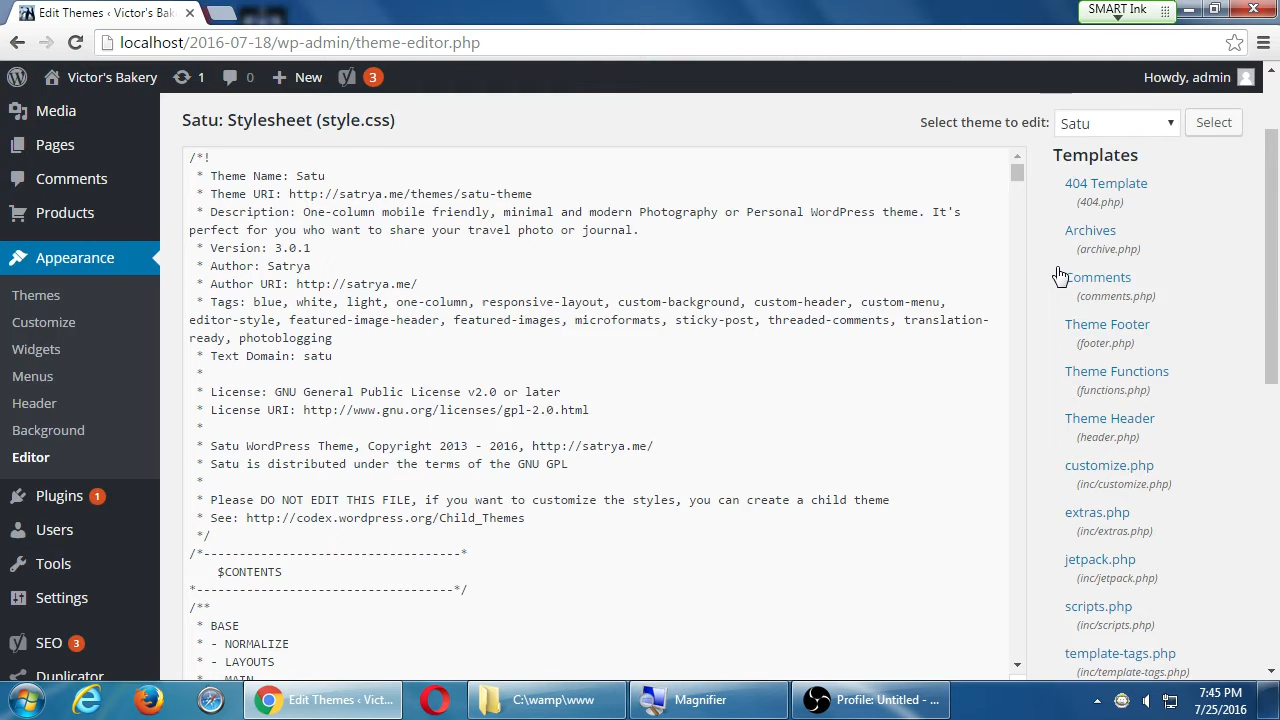 Edit Themes ‹ Victor's Bak
SMART Ink
localhost/2016-07-18/wp-admin/theme-editor.php
Victor's Bakery
1
0
New
3
Howdy, admin
Media
Pages
Comments
Products
Appearance
Themes
Customize
Widgets
Menus
Header
Background
Editor
Plugins 1
Users
Tools
Settings
SEO 3
Duplicator
Satu: Stylesheet (style.css)
Select theme to edit:
Satu
Select
/*!
* Theme Name: Satu
* Theme URI: http://satrya.me/themes/satu-theme
* Description: One-column mobile friendly, minimal and modern Photography or Personal WordPress theme. It's
perfect for you who want to share your travel photo or journal.
* Version: 3.0.1
* Author: Satrya
* Author URI: http://satrya.me/
* Tags: blue, white, light, one-column, responsive-layout, custom-background, custom-header, custom-menu,
editor-style, featured-image-header, featured-images, microformats, sticky-post, threaded-comments, translation-
ready, photoblogging
* Text Domain: satu
*
* License: GNU General Public License v2.0 or later
* License URI: http://www.gnu.org/licenses/gpl-2.0.html
*
* Satu WordPress Theme, Copyright 2013 - 2016, http://satrya.me/
* Satu is distributed under the terms of the GNU GPL
*
* Please DO NOT EDIT THIS FILE, if you want to customize the styles, you can create a child theme
* See: http://codex.wordpress.org/Child_Themes
*/
/*-----------------------------------*
$CONTENTS
*-----------------------------------*/
/**
* BASE
* - NORMALIZE
* - LAYOUTS
* MAIN
Templates
404 Template
(404.php)
Archives
(archive.php)
Comments
(comments.php)
Theme Footer
(footer.php)
Theme Functions
(functions.php)
Theme Header
(header.php)
customize.php
(inc/customize.php)
extras.php
(inc/extras.php)
jetpack.php
(inc/jetpack.php)
scripts.php
(inc/scripts.php)
template-tags.php
(inc/template-tags.php)
Edit Themes ‹ Vict...
C:\wamp\www
Magnifier
Profile: Untitled - ...
7:45 PM
7/25/2016